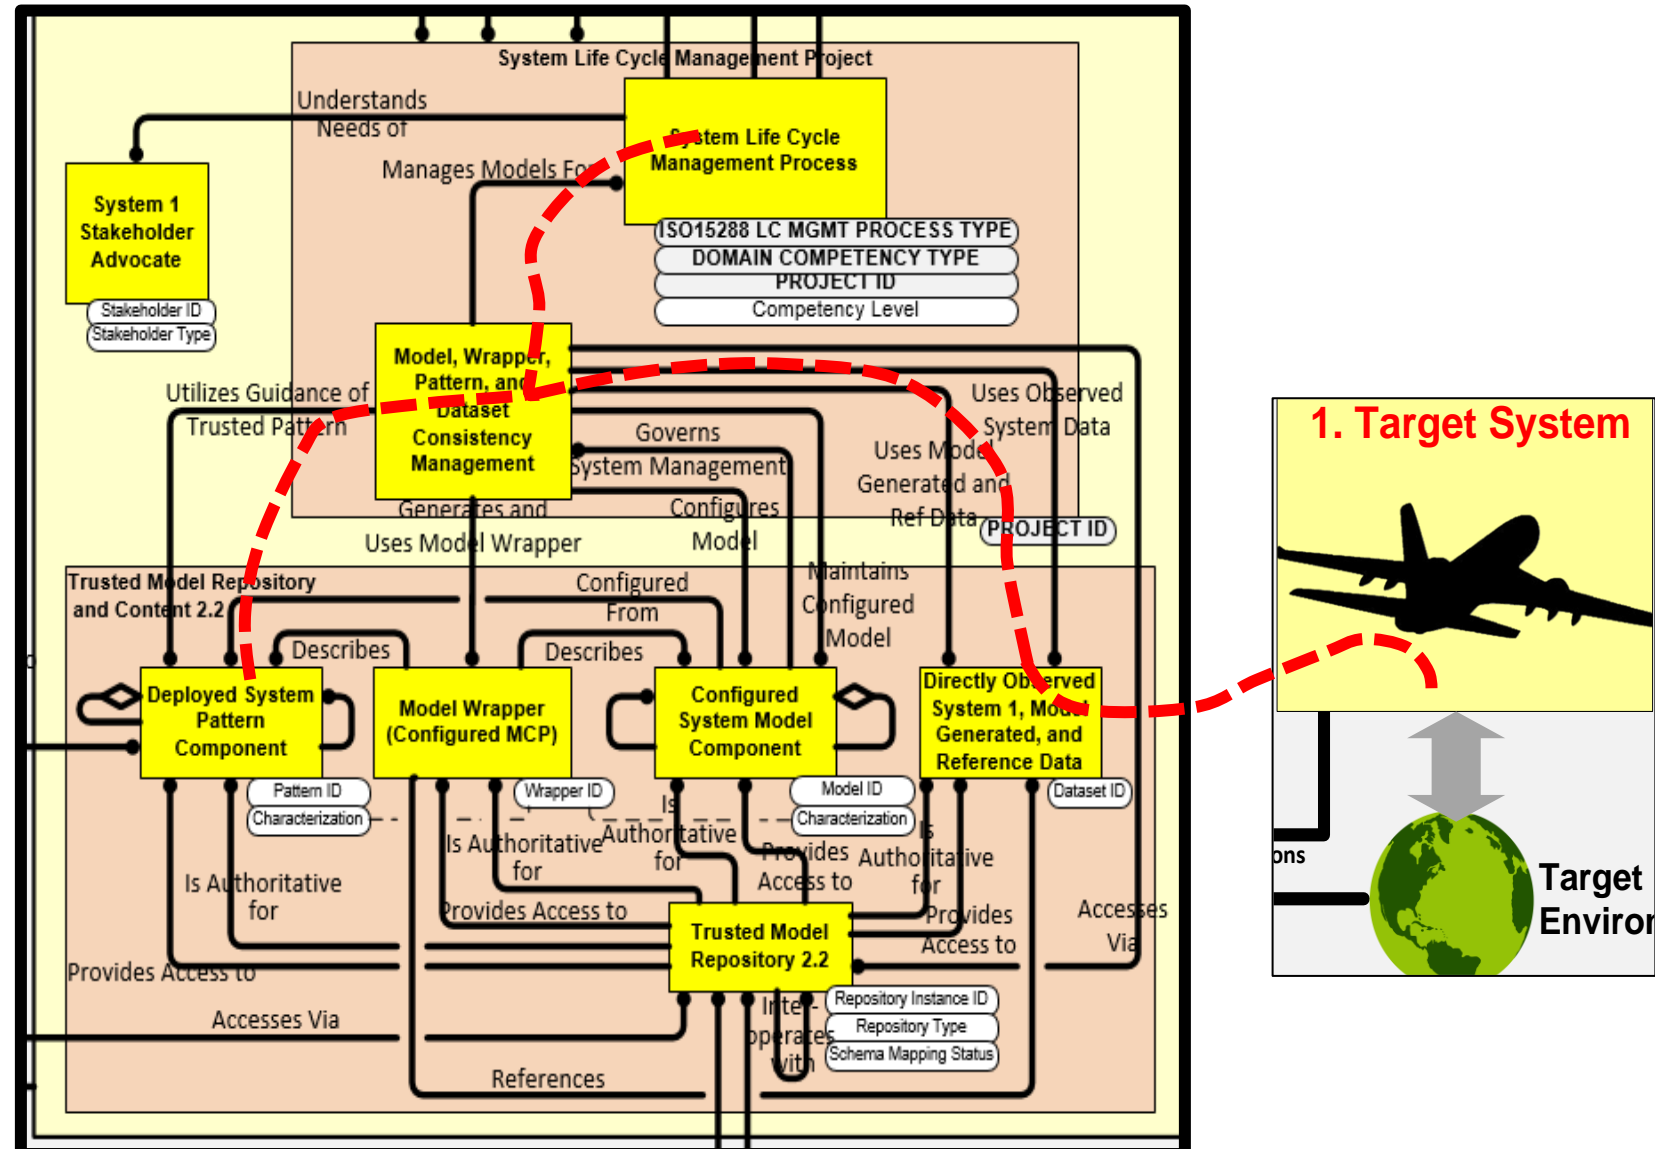 System Life Cycle Management Project
Understands
Needs of
System Life Cycle
Management Process
Manages Models For
System 1
Stakeholder
Advocate
ISO15288 LC MGMT PROCESS TYPE
DOMAIN COMPETENCY TYPE
PROJECT ID
Competency Level
Stakeholder ID
Stakeholder Type
Model, Wrapper,
Pattern, and
Dataset
Consistency
Management
Utilizes Guidance of
Trusted Pattern
Governs
System Management
Configures
Model
Uses Observed
System Data
Uses Model
Generated and
Ref Data
PROJECT ID
Generates and
Uses Model Wrapper
Trusted Model Repository
and Content 2.2
Configured
From
Maintains
Configured
Model
Describes
Describes
Deployed System
Pattern
Component
Model Wrapper
(Configured MCP)
Configured
System Model
Component
Directly Observed
System 1, Model
Generated, and
Reference Data
Pattern ID
Characterization
Wrapper ID
Model ID
Characterization
Dataset ID
Is Authoritative
for
Is Authoritative
for
Is
Authoritative
for
Provides
Access to
Is
Authoritative
for
Provides Access to
Provides Access to
Provides
Access to
Accesses
Via
Trusted Model
Repository 2.2
Repository Instance ID
Repository Type
Schema Mapping Status
Inter-
operates
with
Accesses Via
References
1. Target System
ons
Target
Environ